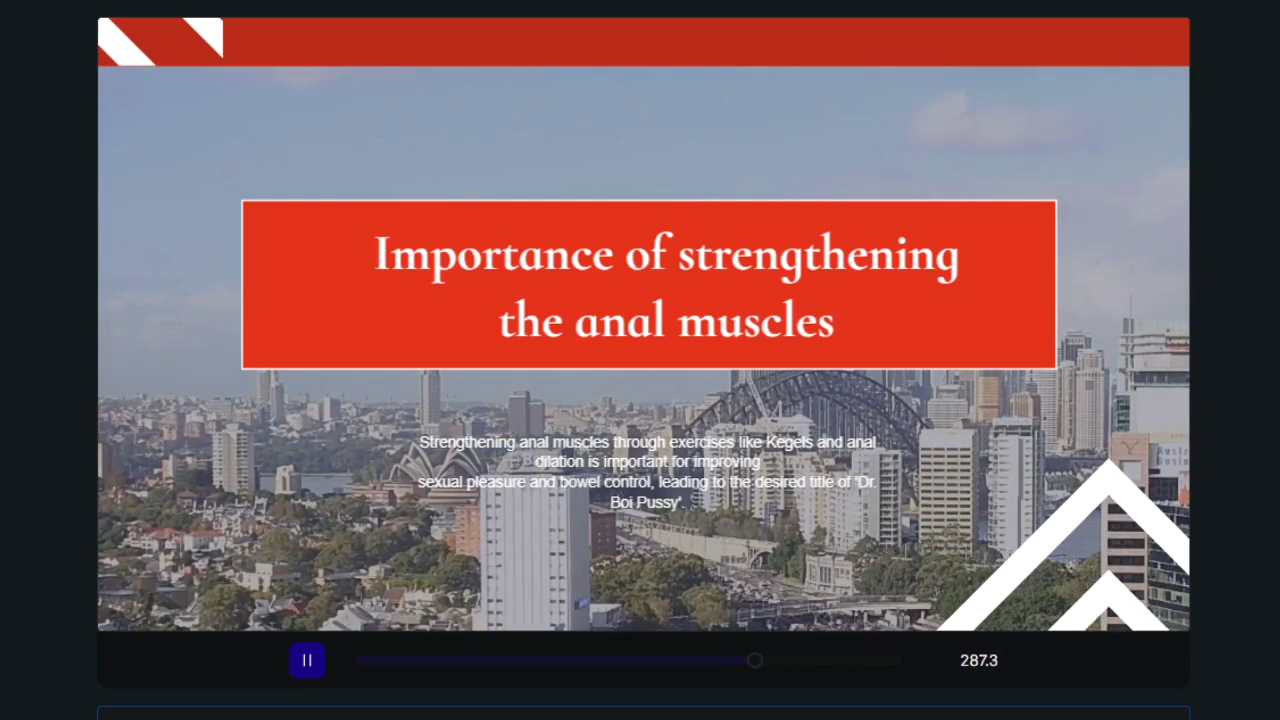 Importance of strengthening
the anal muscles
Strengthening anal muscles through exercises like Kegels and anal
dilation is important for improving
sexual pleasure and bowel control, leading to the desired title of 'Dr.
Boi Pussy'.
287.3